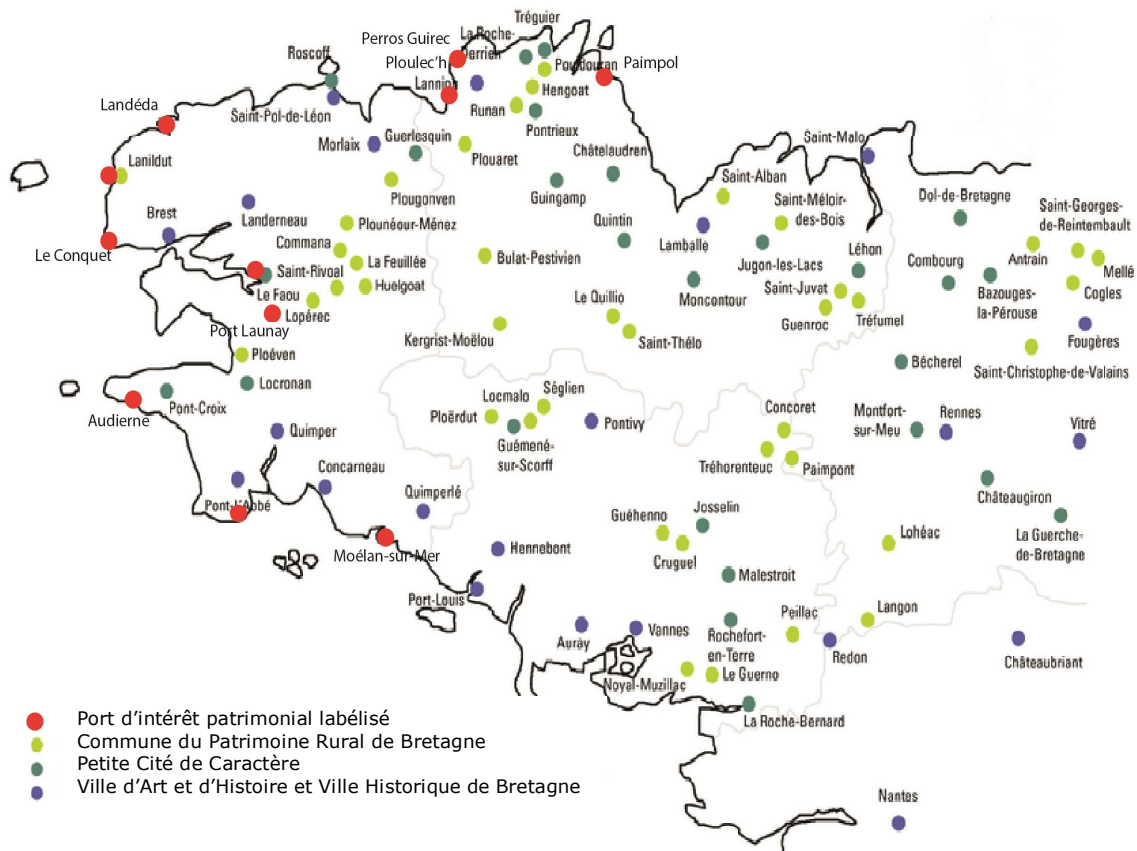 Tréguier
La Roche-
Derrien
Perros Guirec
Ploulec'h
Roscoff
Pouldouran
Paimpol
Lannion
Hengoat
Landéda
Runan
Saint-Pol-de-Léon
Pontrieux
Morlaix
Guerlesquin
Saint-Malo
Plouaret
Châtelaudren
Lanildut
Saint-Alban
Plougonven
Guingamp
Saint-Méloir-
des-Bois
Dol-de-Bretagne
Saint-Georges-
de-Reintembault
Brest
Landerneau
Plounéour-Ménez
Quintin
Lamballe
Léhon
Le Conquet
Commana
Bulat-Pestivien
Jugon-les-Lacs
Combourg
Antrain
Mellé
Saint-Rivoal
La Feuillée
Moncontour
Saint-Juvat
Bazouges-
la-Pérouse
Cogles
Le Faou
Huelgoat
Le Quillio
Guenroc
Tréfumel
Lopérec
Port Launay
Kergrist-Moëlou
Saint-Thélo
Fougères
Ploéven
Bécherel
Saint-Christophe-de-Valains
Locronan
Séglien
Pont-Croix
Locmalo
Ploërdut
Concoret
Montfort-
sur-Meu
Rennes
Vitré
Audierne
Guémené-
sur-Scorff
Pontivy
Quimper
Tréhorenteuc
Paimpont
Concarneau
Châteaugiron
Quimperlé
Pont-l'Abbé
Guéhenno
Josselin
La Guerche-
de-Bretagne
Lohéac
Moélan-sur-Mer
Hennebont
Cruguel
Malestroit
Port-Louis
Peillac
Langon
Auray
Vannes
Rochefort-
en-Terre
Redon
Châteaubriant
Noyal-Muzillac
Le Guerno
La Roche-Bernard
Port d'intérêt patrimonial labélisé
Commune du Patrimoine Rural de Bretagne
Petite Cité de Caractère
Ville d'Art et d'Histoire et Ville Historique de Bretagne
Nantes